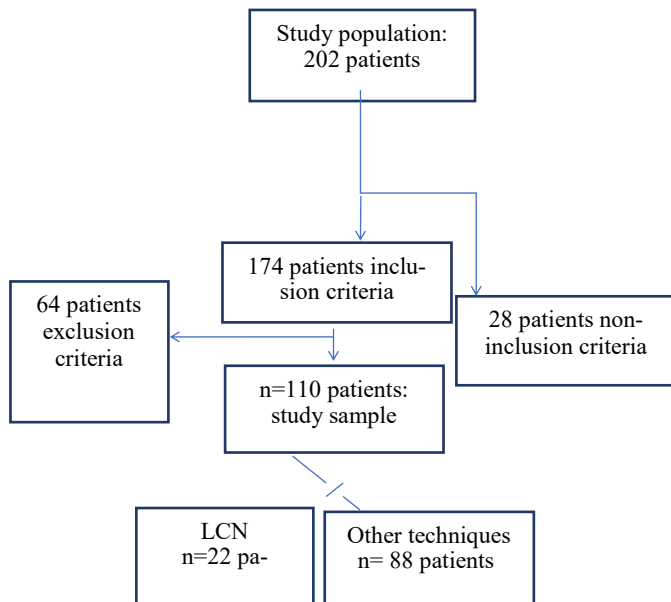 Study population:
202 patients
174 patients inclu-
sion criteria
64 patients
exclusion
criteria
28 patients non-
inclusion criteria
n=110 patients:
study sample
LCN
n=22 pa-
Other techniques
n= 88 patients